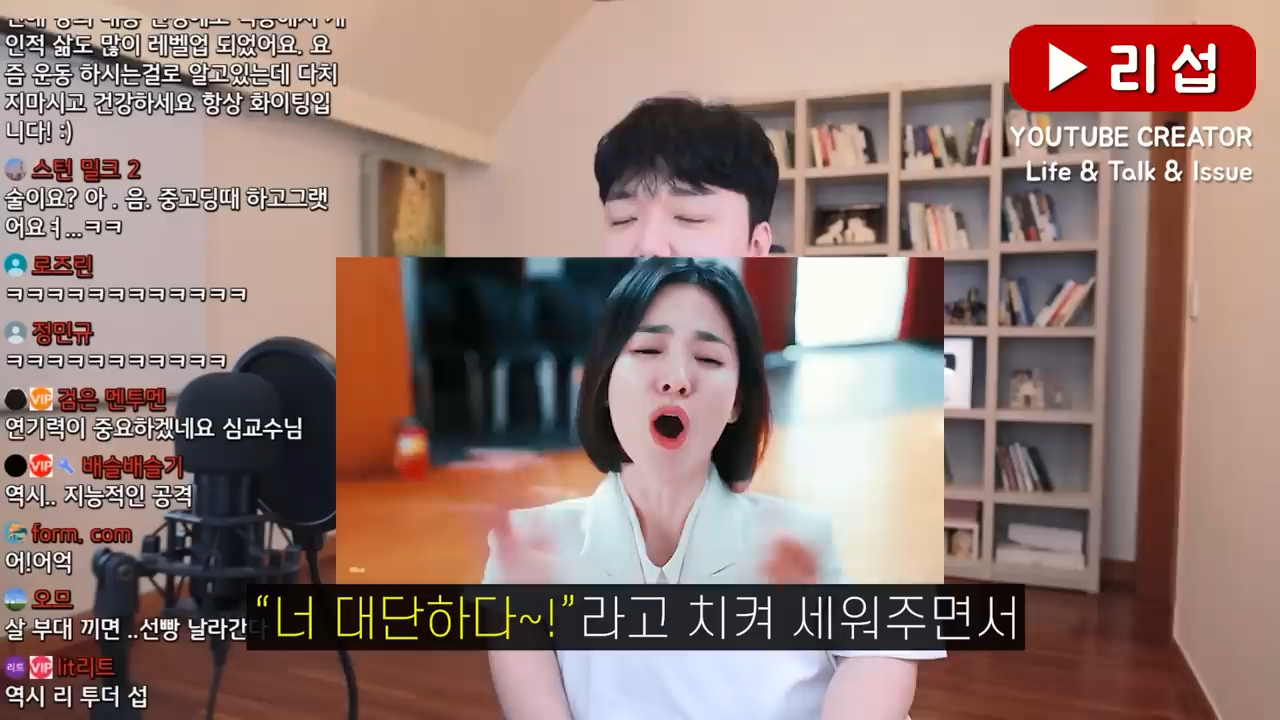 인적 삶도 많이 레벨업 되었어요. 요
즘 운동 하시는걸로 알고있는데 다치
지마시고 건강하세요 항상 화이팅입
니다! :)
스턴 밀크 2
술이요? 아 . 음. 중고딩때 하고그랫
어요ㅕ...ㅋㅋ
로즈린
ㅋㅋㅋㅋㅋㅋㅋㅋㅋㅋㅋㅋ
정민규
ㅋㅋㅋㅋㅋㅋㅋㅋㅋㅋㅋ
VIP 검은 멘투멘
연기력이 중요하겠네요 심교수님
VIP 배슬배슬기
역시.. 지능적인 공격
form. com
어!어억
오므
살 부대 끼면 ..선빵 날라간다
리트 VIP lit리트
역시 리 투더 섭
리섭
YOUTUBE CREATOR
Life & Talk & Issue
“너 대단하다~!”라고 치켜 세워주면서